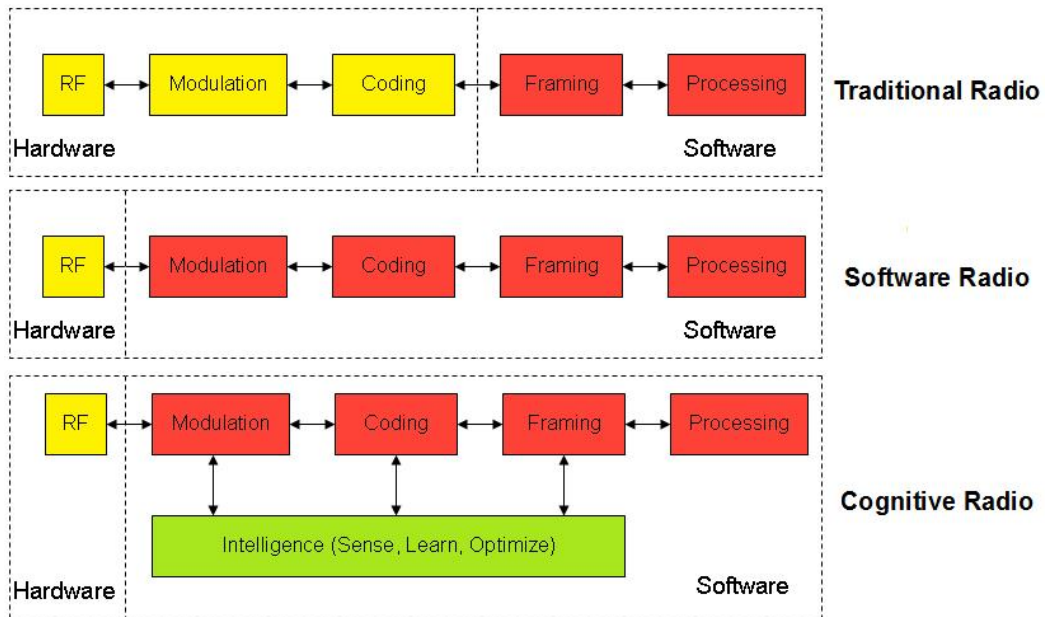 RF Modulation Coding Framing Processing
Traditional Radio
Hardware Software
RF Modulation Coding Framing Processing
Software Radio
Hardware Software
RF Modulation Coding Framing Processing
Cognitive Radio
Intelligence (Sense, Learn, Optimize)
Hardware Software